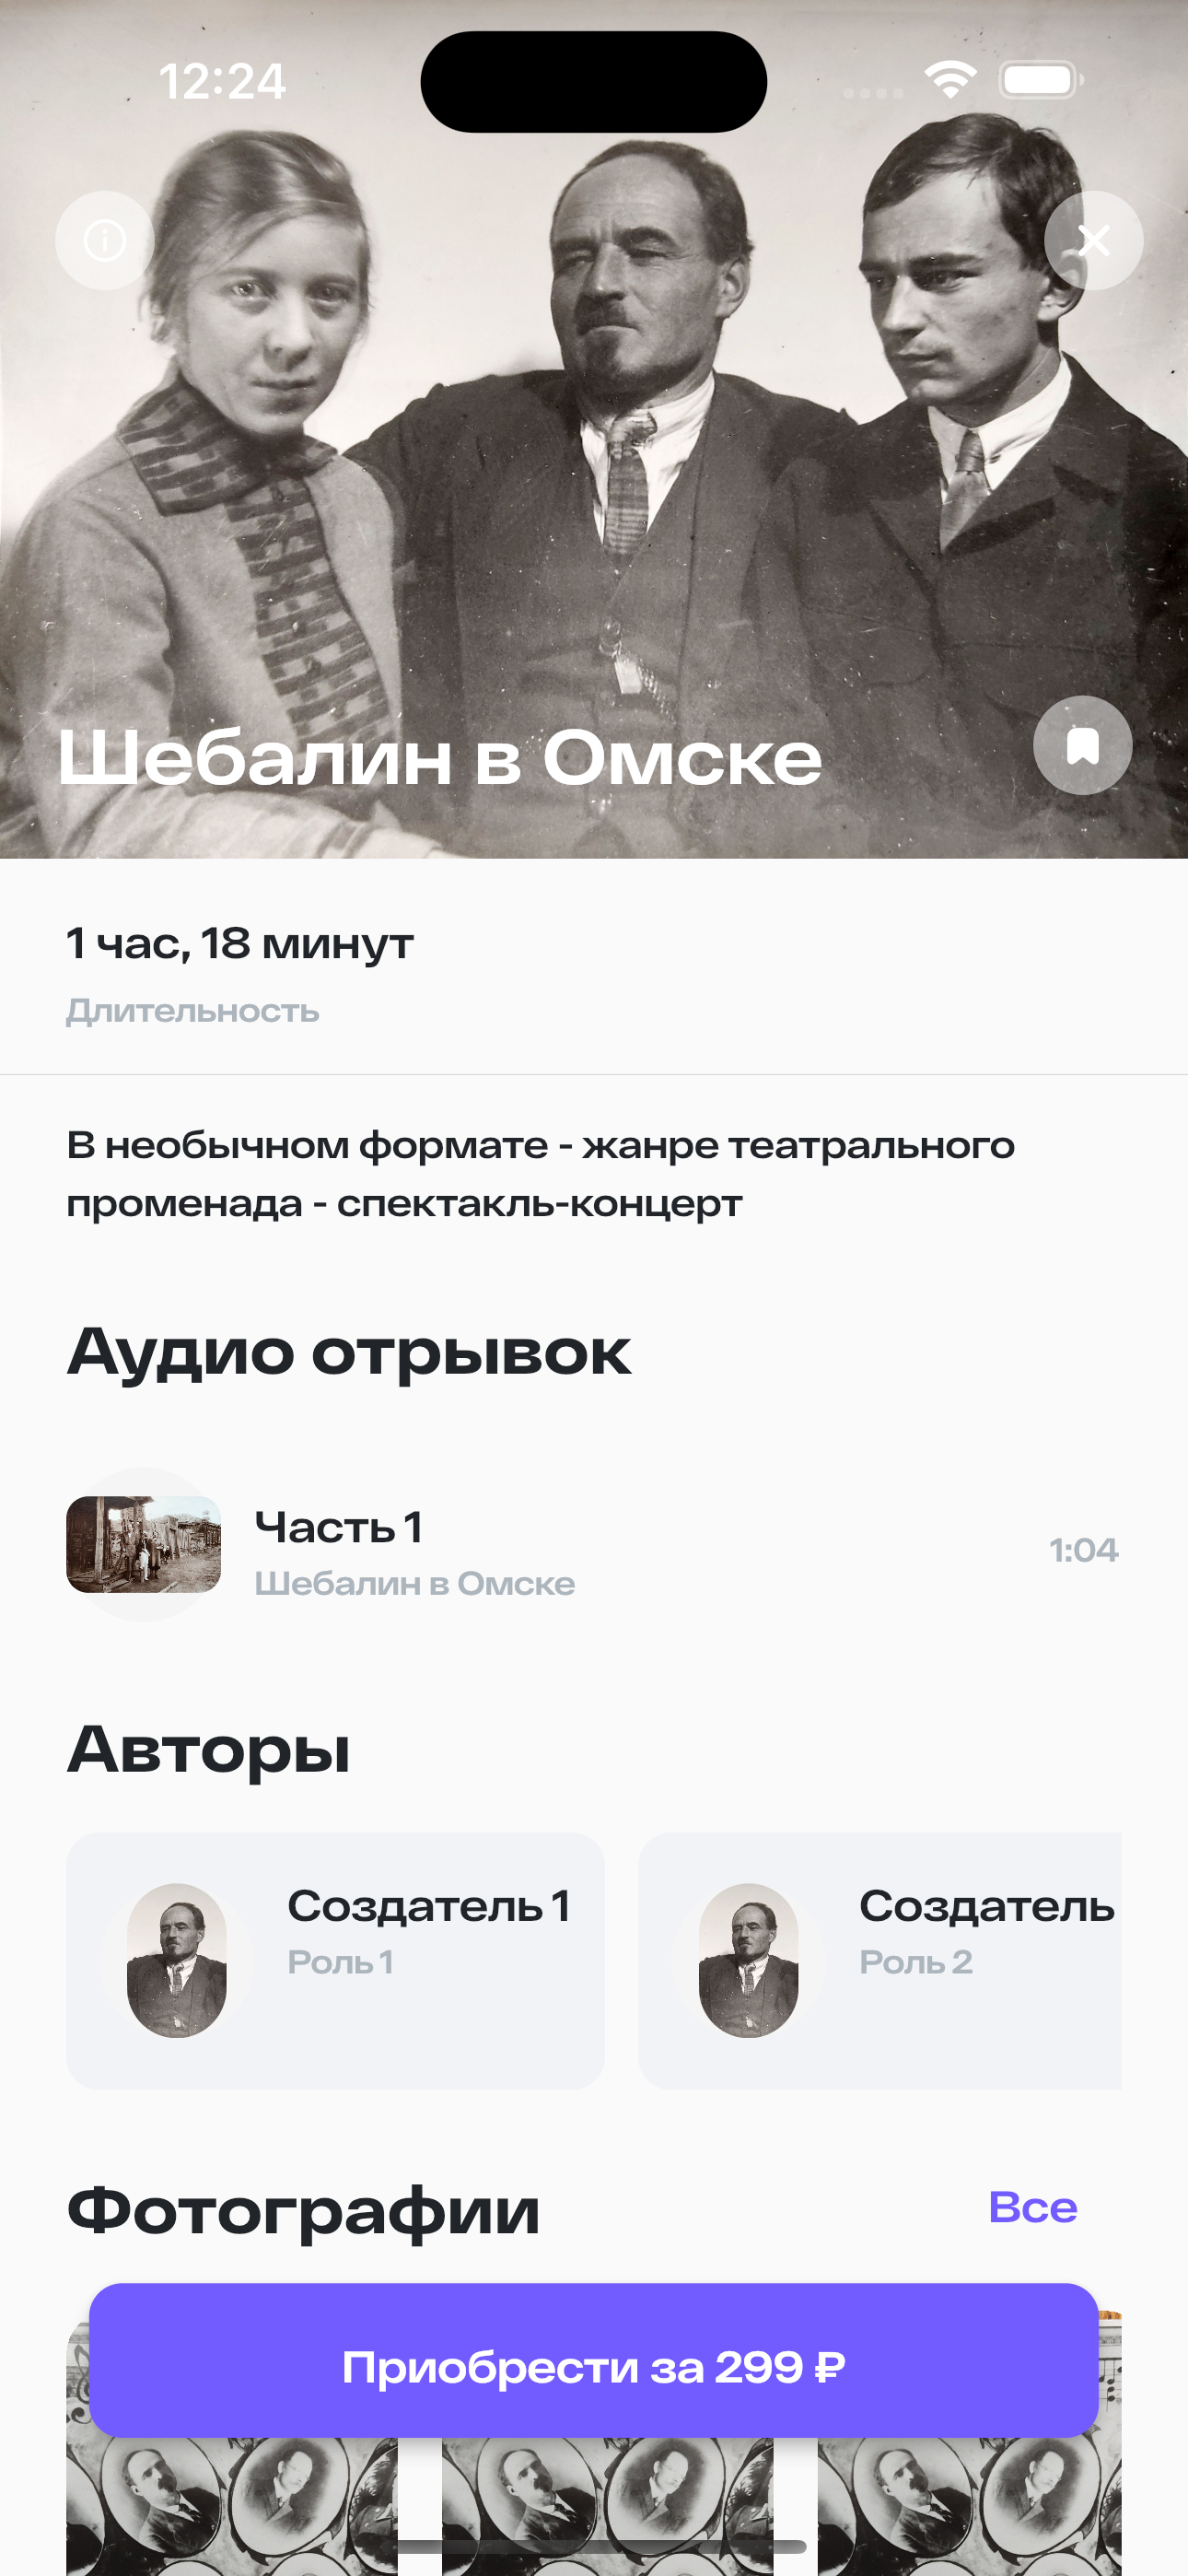 12:24
Шебалин в Омске
1 час, 18 минут
Длительность
В необычном формате - жанре театрального
променада - спектакль-концерт
Аудио отрывок
Часть 1
Шебалин в Омске
1:04
Авторы
Создатель 1
Роль 1
Создатель
Роль 2
Фотографии
Все
Приобрести за 299 ₽